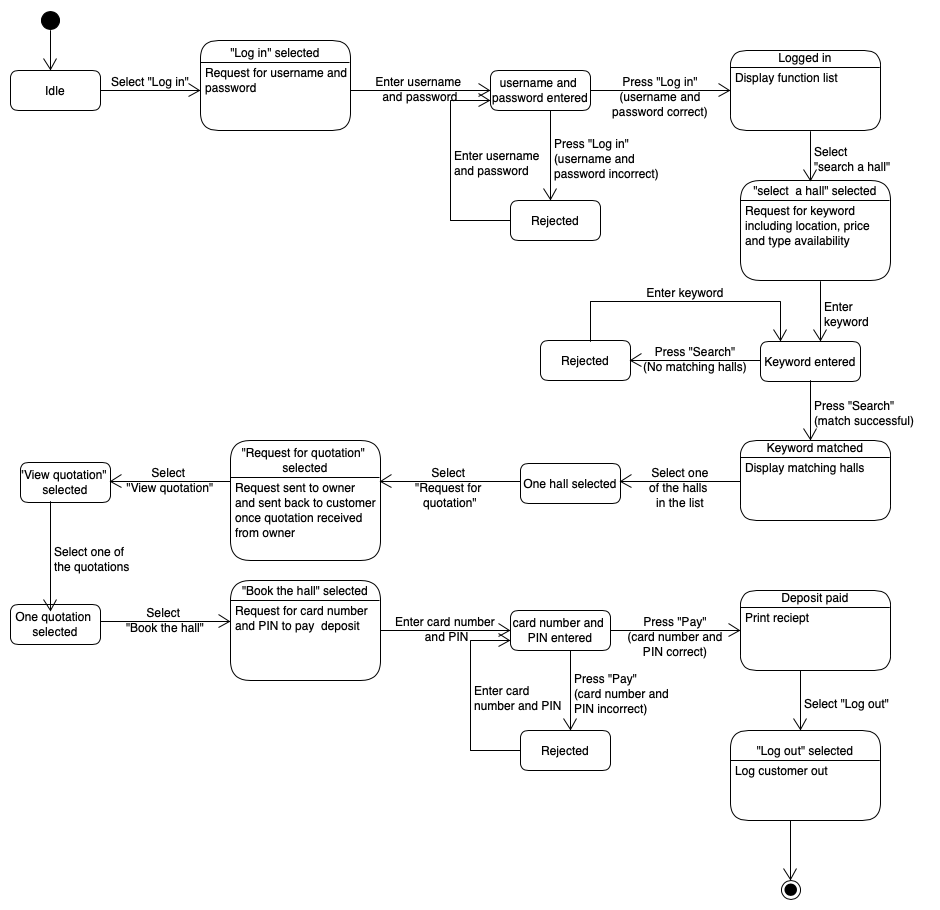 Idle
Select "Log in"
"Log in" selected
Request for username and
password
Enter username
and password
username and
password entered
Press "Log in"
(username and
password correct)
Logged in
Display function list
Enter username
and password
Press "Log in"
(username and
password incorrect)
Rejected
Select
"search a hall"
"select  a hall" selected
Request for keyword
including location, price
and type availability
Enter keyword
Enter
keyword
Rejected
Press "Search"
(No matching halls)
Keyword entered
Press "Search"
(match successful)
"View quotation"
selected
Select
"View quotation"
"Request for quotation"
selected
Request sent to owner
and sent back to customer
once quotation received
from owner
Select
"Request for
quotation"
One hall selected
Select one
of the halls
in the list
Keyword matched
Display matching halls
Select one of
the quotations
One quotation
selected
Select
"Book the hall"
"Book the hall" selected
Request for card number
and PIN to pay  deposit
Enter card number
and PIN
card number and
PIN entered
Press "Pay"
(card number and
PIN correct)
Deposit paid
Print reciept
Enter card
number and PIN
Press "Pay"
(card number and
PIN incorrect)
Rejected
Select "Log out"
"Log out" selected
Log customer out